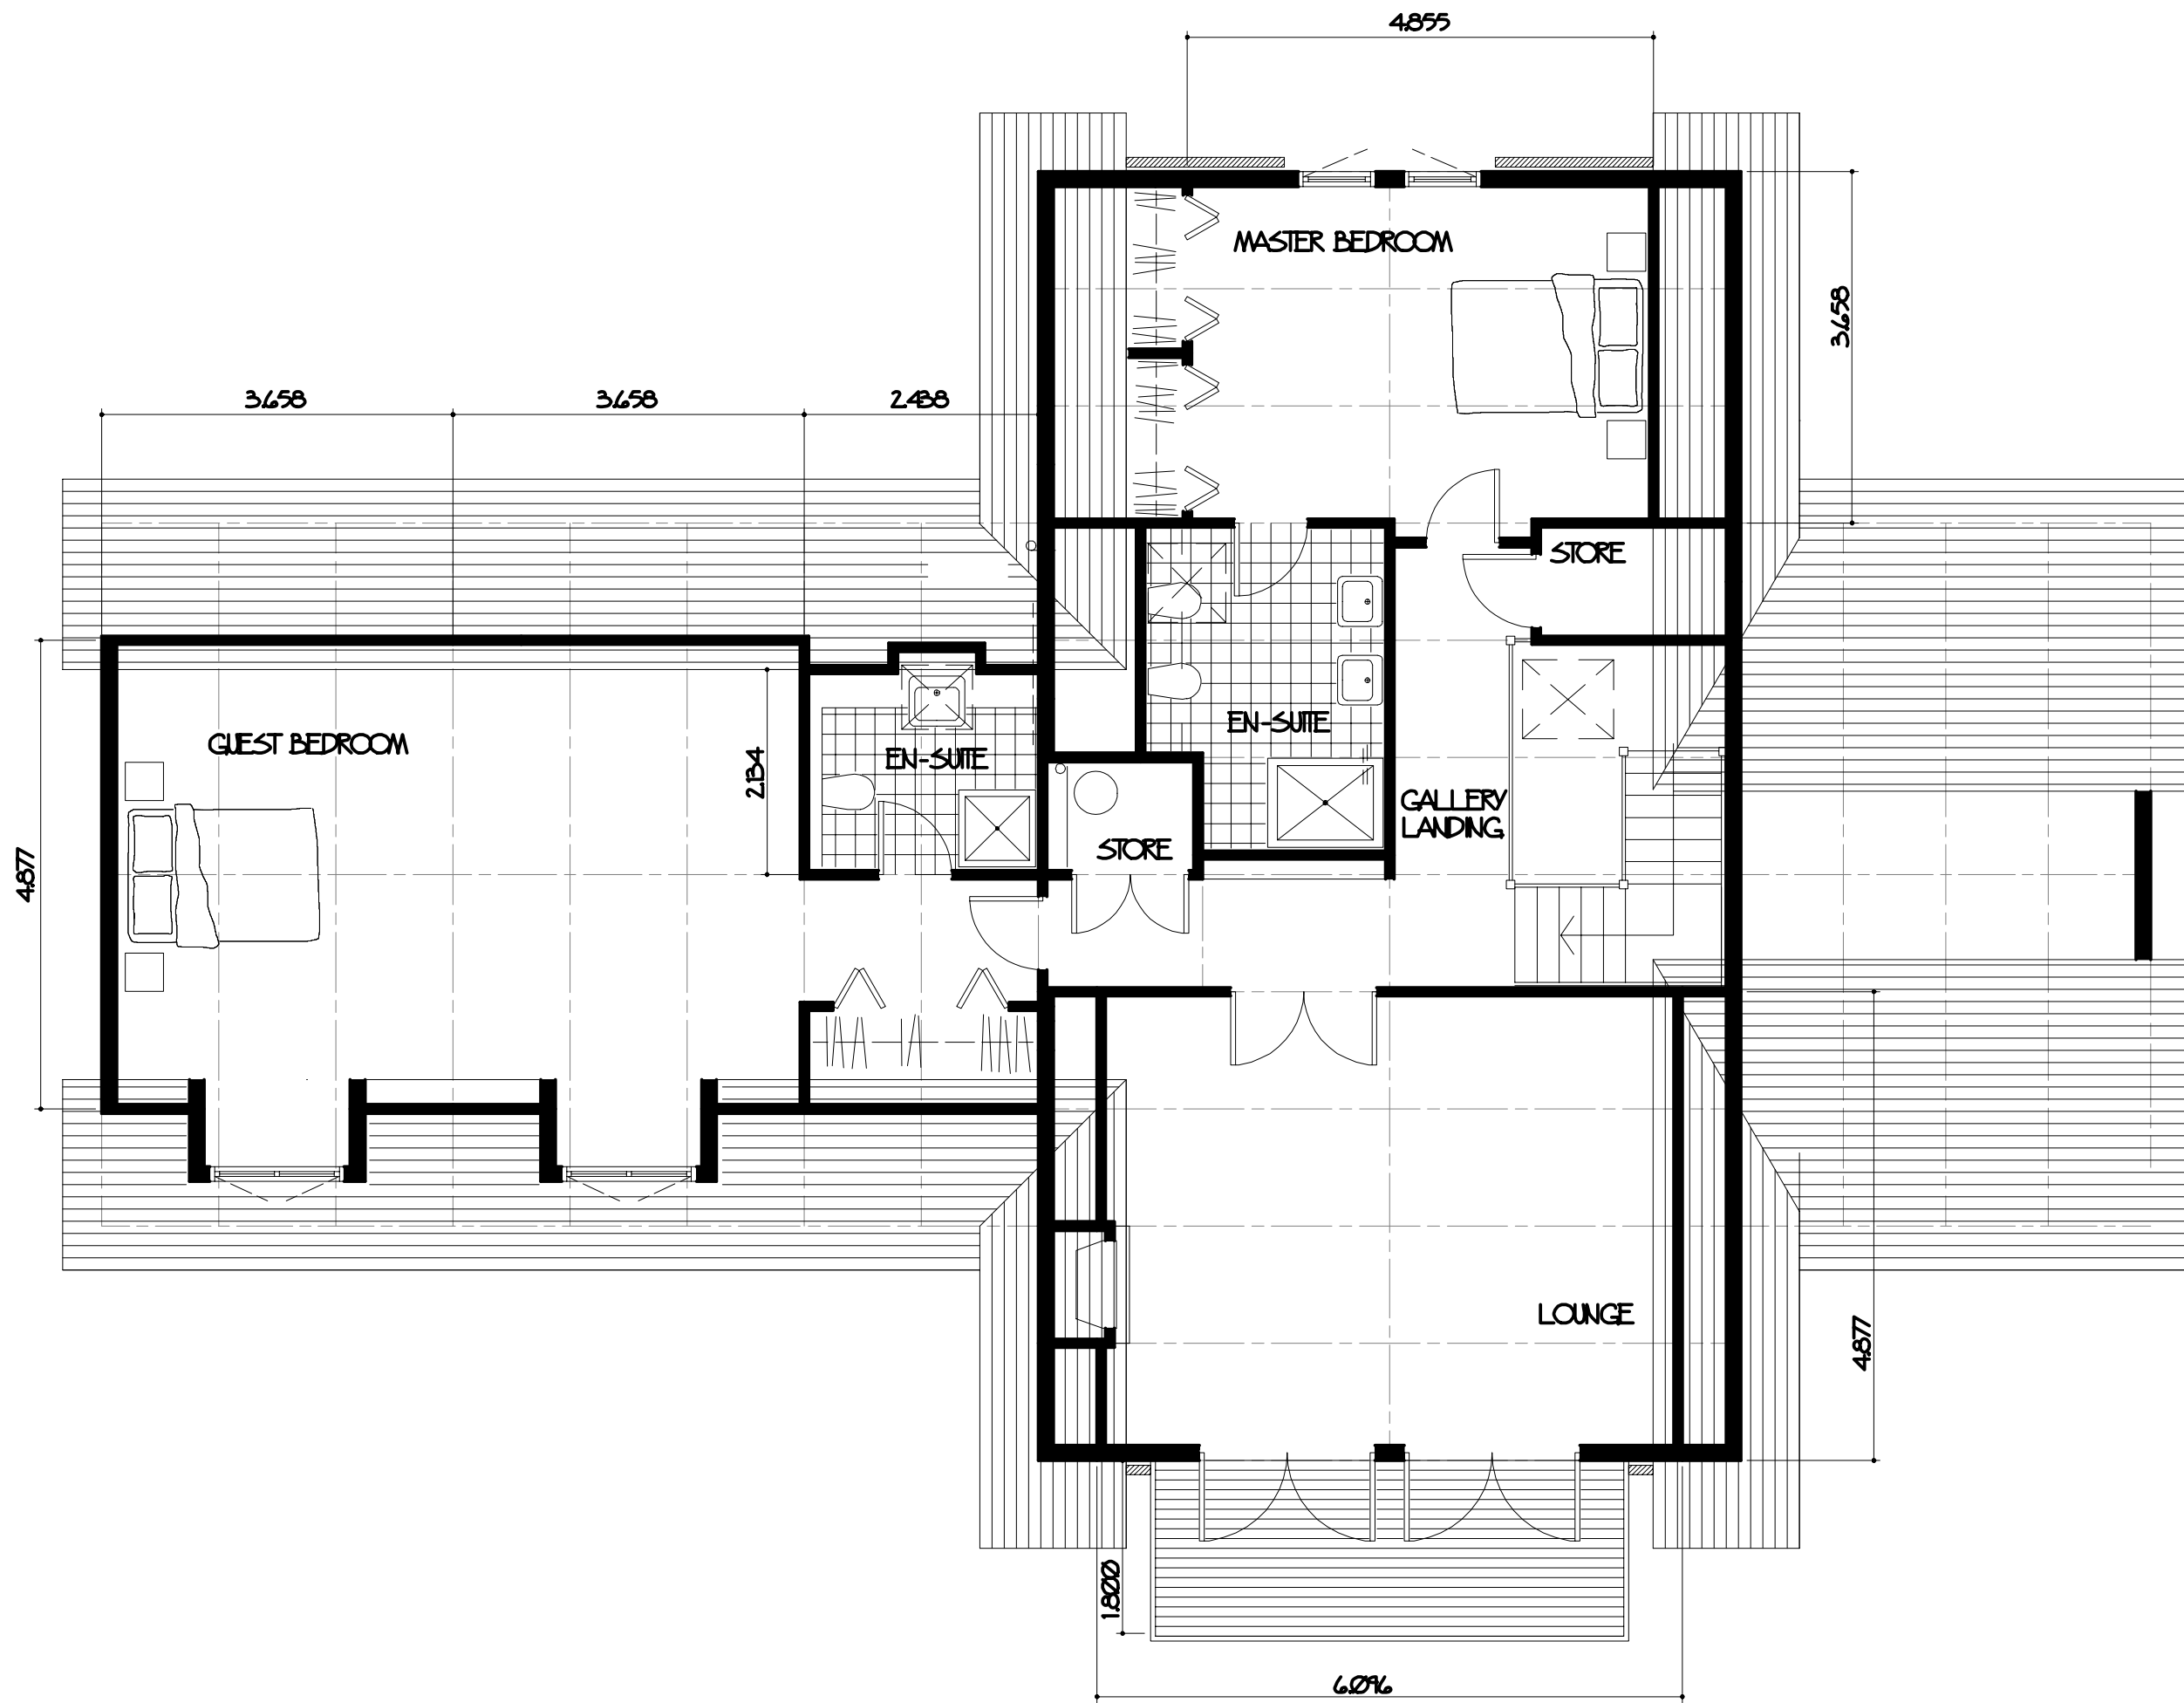 4.855
MASTER BEDROOM
3.658
3.658
3.658
2.438
STORE
EN-SUITE
GUEST BEDROOM
EN-SUITE
2.134
GALLERY
LANDING
STORE
4.877
LOUNGE
4.877
1.800
6.096